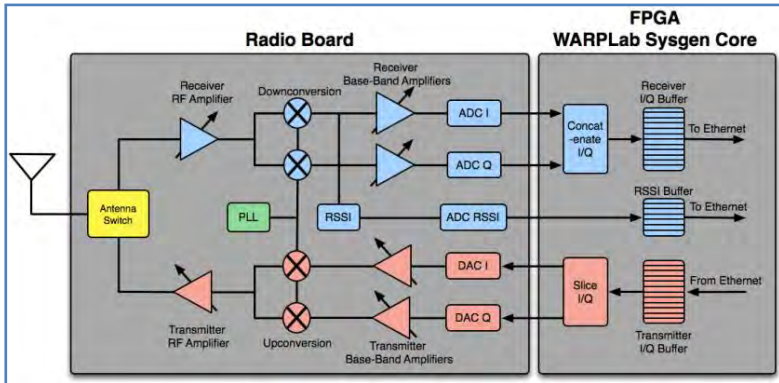 FPGA
Radio Board
WARPLab Sysgen Core
Receiver
RF Amplifier
Downconversion
Receiver
Base-Band Amplifiers
ADC I
ADC Q
Concat
-enate
I/Q
Receiver
I/Q Buffer
To Ethernet
Antenna
Switch
PLL
RSSI
ADC RSSI
RSSI Buffer
To Ethernet
Transmitter
RF Amplifier
Upconversion
Transmitter
Base-Band Amplifiers
DAC I
DAC Q
Slice
I/Q
From Ethernet
Transmitter
I/Q Buffer